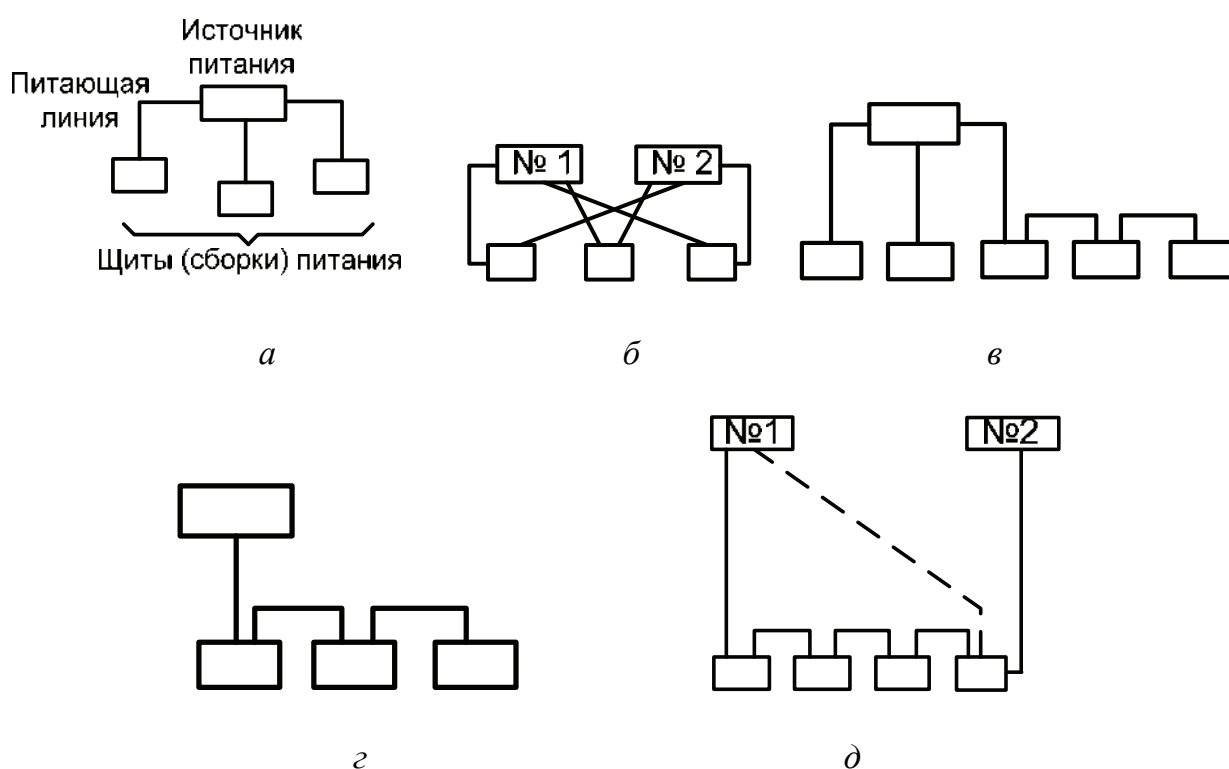 Источник
питания
Питающая
линия
Щиты (сборки) питания
№ 1
№ 2
а
б
в
№1
№2
г
д